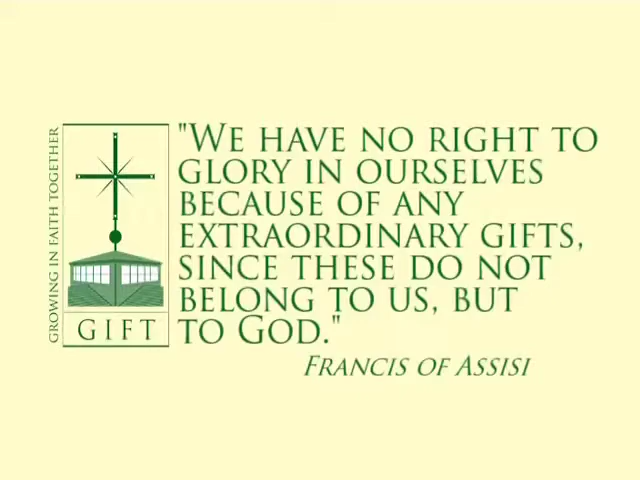 GROWING IN FAITH TOGETHER
GIFT
"WE HAVE NO RIGHT TO
GLORY IN OURSELVES
BECAUSE OF ANY
EXTRAORDINARY GIFTS,
SINCE THESE DO NOT
BELONG TO US, BUT
TO GOD."
FRANCIS OF ASSISI